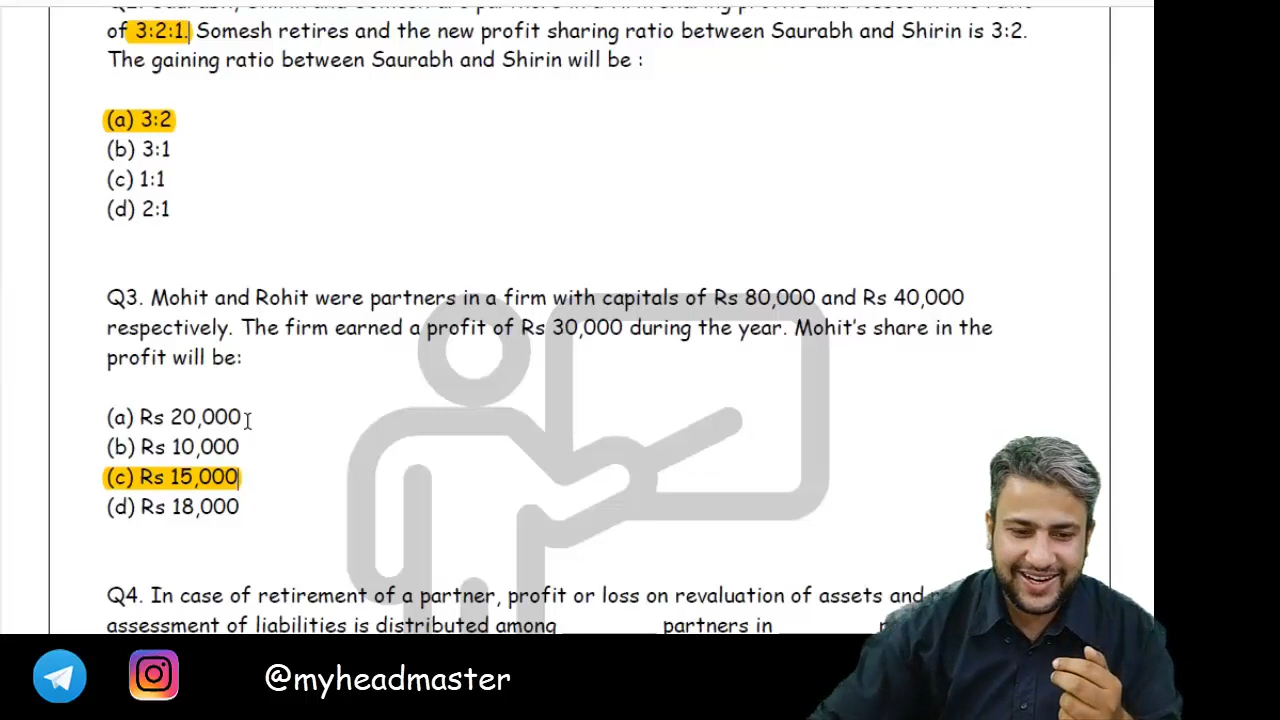 of 3:2:1. Somesh retires and the new profit sharing ratio between Saurabh and Shirin is 3:2.
The gaining ratio between Saurabh and Shirin will be :
(a) 3:2
(b) 3:1
(c) 1:1
(d) 2:1
Q3. Mohit and Rohit were partners in a firm with capitals of Rs 80,000 and Rs 40,000
respectively. The firm earned a profit of Rs 30,000 during the year. Mohit's share in the
profit will be:
(a) Rs 20,000
(b) Rs 10,000
(c) Rs 15,000
(d) Rs 18,000
Q4. In case of retirement of a partner, profit or loss on revaluation of assets and
assessment of liabilities is distributed among ________ partners in ________
@myheadmaster